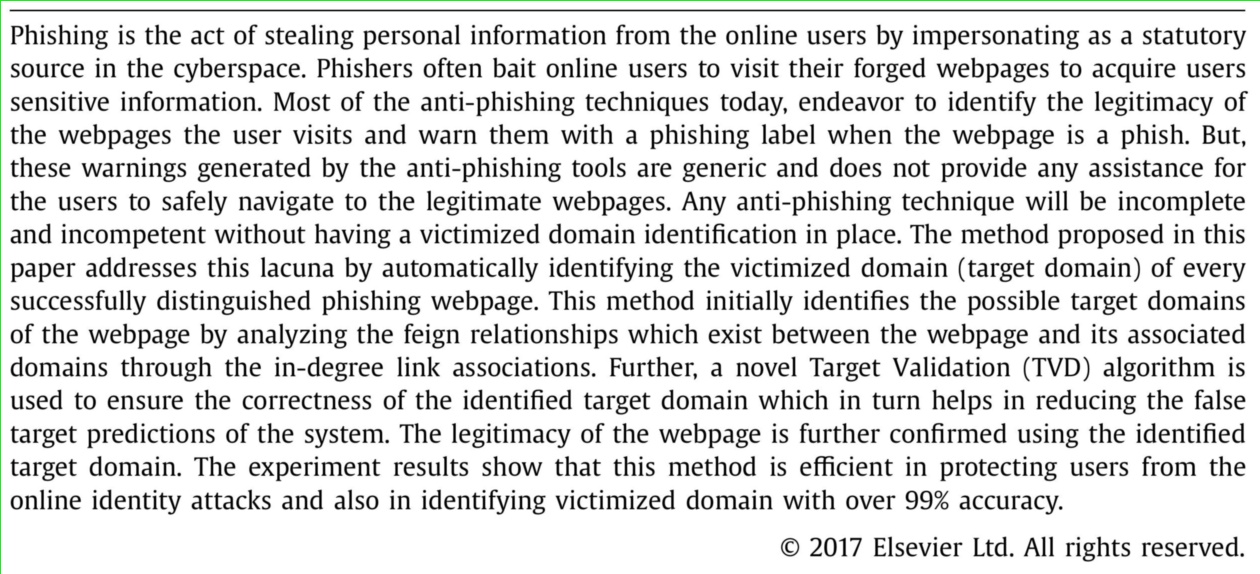 Phishing is the act of stealing personal information from the online users by impersonating as a statutory
source in the cyberspace. Phishers often bait online users to visit their forged webpages to acquire users
sensitive information. Most of the anti-phishing techniques today, endeavor to identify the legitimacy of
the webpages the user visits and warn them with a phishing label when the webpage is a phish. But,
these warnings generated by the anti-phishing tools are generic and does not provide any assistance for
the users to safely navigate to the legitimate webpages. Any anti-phishing technique will be incomplete
and incompetent without having a victimized domain identification in place. The method proposed in this
paper addresses this lacuna by automatically identifying the victimized domain (target domain) of every
successfully distinguished phishing webpage. This method initially identifies the possible target domains
of the webpage by analyzing the feign relationships which exist between the webpage and its associated
domains through the in-degree link associations. Further, a novel Target Validation (TVD) algorithm is
used to ensure the correctness of the identified target domain which in turn helps in reducing the false
target predictions of the system. The legitimacy of the webpage is further confirmed using the identified
target domain. The experiment results show that this method is efficient in protecting users from the
online identity attacks and also in identifying victimized domain with over 99% accuracy.
© 2017 Elsevier Ltd. All rights reserved.